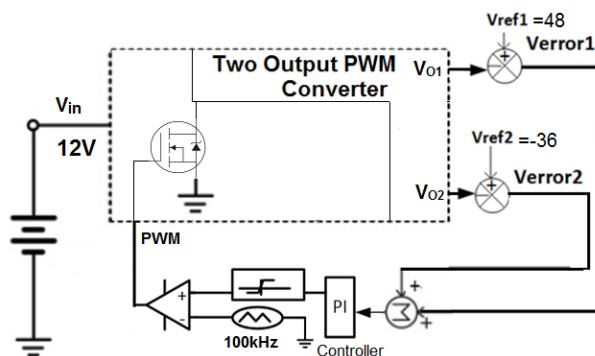 Vref1 =48
Two Output PWM
Converter
VO1
Verror1
Vin
12V
Vref2 =-36
Verror2
VO2
PWM
+
-
100kHz
PI
Controller
Σ
+
+
+
+